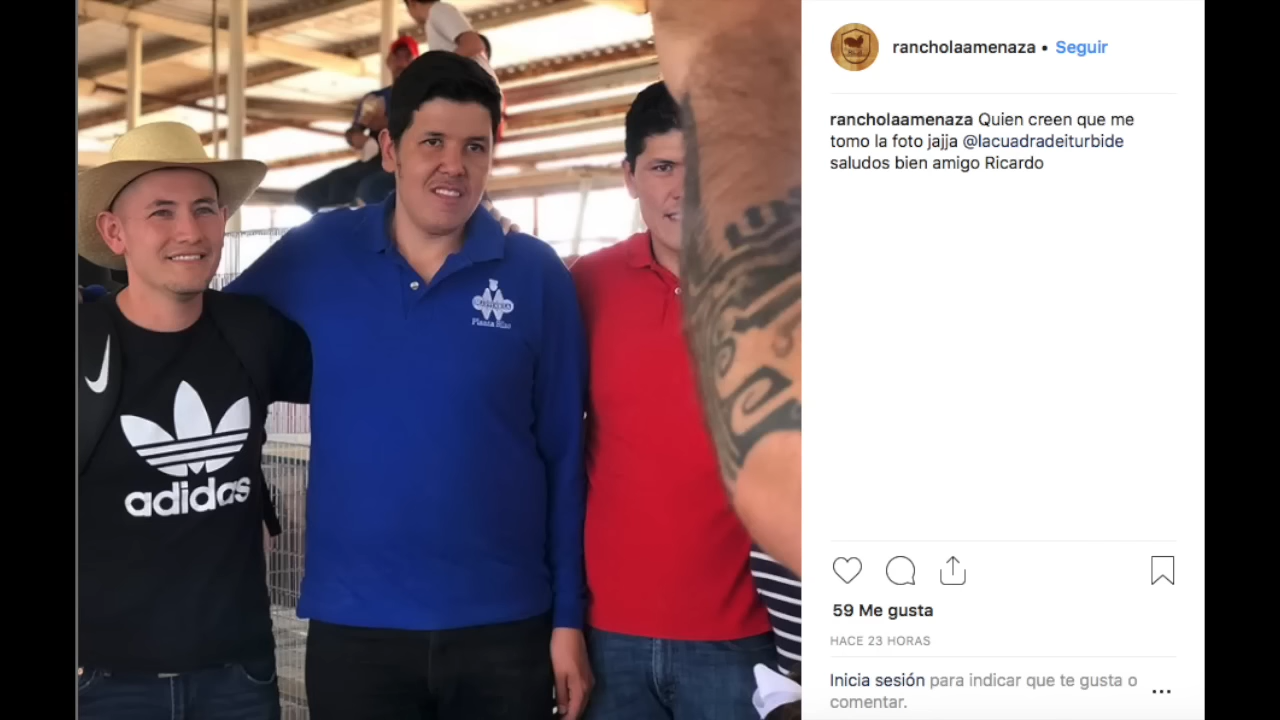 adidas
rancholaamenaza • Seguir
rancholaamenaza Quien creen que me
tomo la foto jajja @lacuadradeiturbide
saludos bien amigo Ricardo
59 Me gusta
HACE 23 HORAS
Inicia sesión para indicar que te gusta o
comentar.